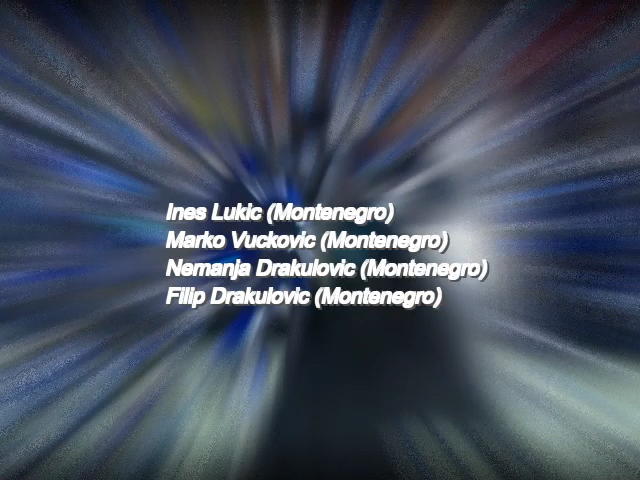 Ines Lukic (Montenegro)
Marko Vuckovic (Montenegro)
Nemanja Drakulovic (Montenegro)
Filip Drakulovic (Montenegro)